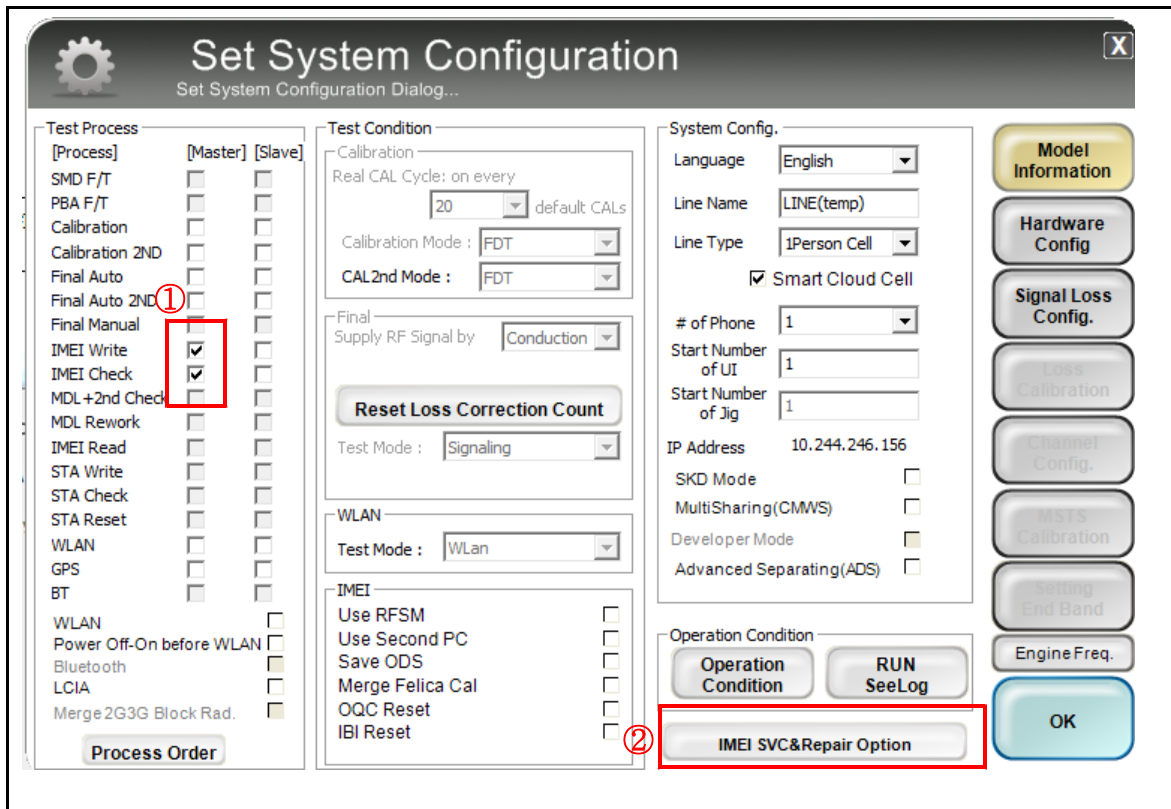 Set System Configuration
X
Set System Configuration Dialog...
Test Process
[Process] [Master] [Slave]
SMD F/T
PBA F/T
Calibration
Calibration 2ND
Final Auto
Final Auto 2ND
①
Final Manual
IMEI Write
IMEI Check
MDL+2nd Check
MDL Rework
IMEI Read
STA Write
STA Check
STA Reset
WLAN
GPS
BT
WLAN
Power Off-On before WLAN
Bluetooth
LCIA
Merge 2G3G Block Rad.
Process Order
Test Condition
Calibration
Real CAL Cycle: on every
20 default CALs
Calibration Mode : FDT
CAL2nd Mode : FDT
Final
Supply RF Signal by Conduction
Reset Loss Correction Count
Test Mode : Signaling
WLAN
Test Mode : WLan
IMEI
Use RFSM
Use Second PC
Save ODS
Merge Felica Cal
OQC Reset
IBI Reset
System Config.
Language English
Line Name LINE(temp)
Line Type 1Person Cell
Smart Cloud Cell
# of Phone 1
Start Number
of UI 1
Start Number
of Jig 1
IP Address 10.244.246.156
SKD Mode
MultiSharing(CMWS)
Developer Mode
Advanced Separating(ADS)
Operation Condition
Operation
Condition
RUN
SeeLog
②
IMEI SVC&Repair Option
Model
Information
Hardware
Config
Signal Loss
Config.
Loss
Calibration
Channel
Config.
MSTS
Calibration
Setting
End Band
Engine Freq.
OK